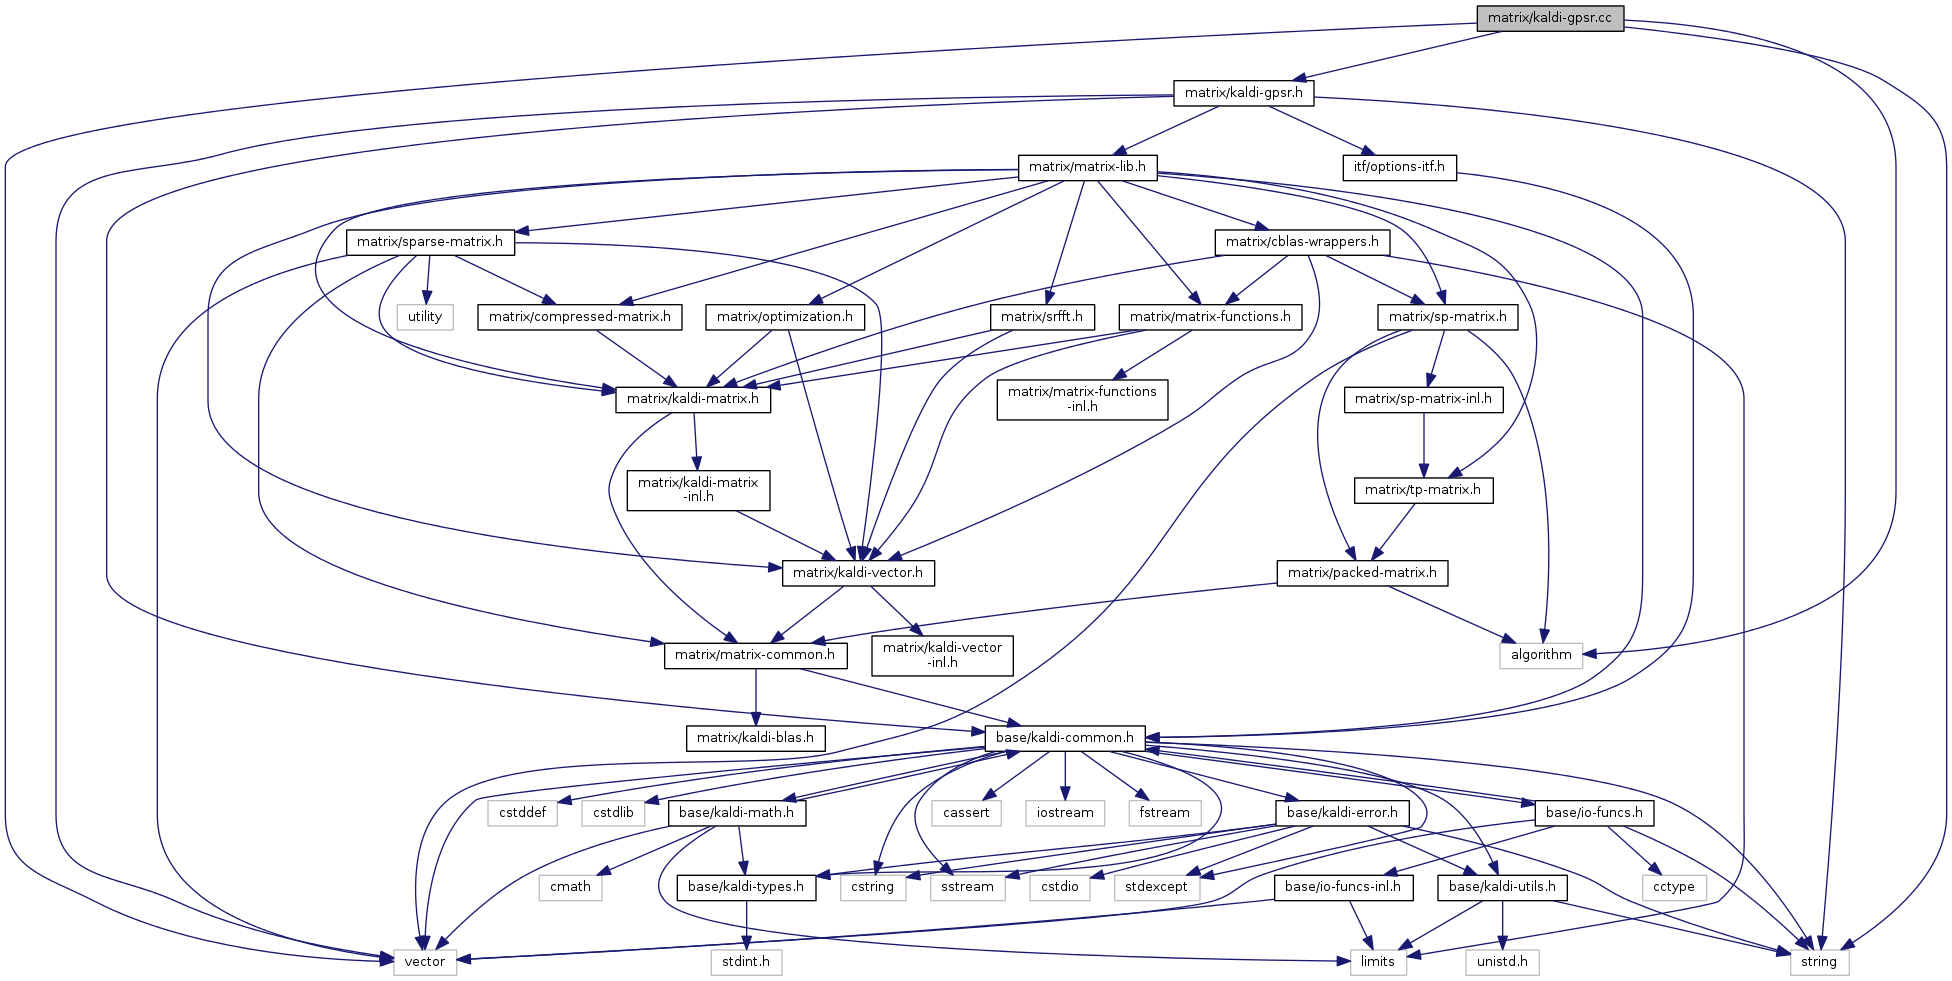 matrix/kaldi-gpsr.cc
matrix/kaldi-gpsr.h
matrix/matrix-lib.h
itf/options-itf.h
matrix/sparse-matrix.h
matrix/cblas-wrappers.h
utility
matrix/compressed-matrix.h
matrix/optimization.h
matrix/srfft.h
matrix/matrix-functions.h
matrix/sp-matrix.h
matrix/kaldi-matrix.h
matrix/matrix-functions
-inl.h
matrix/sp-matrix-inl.h
matrix/kaldi-matrix
-inl.h
matrix/tp-matrix.h
matrix/kaldi-vector.h
matrix/packed-matrix.h
matrix/matrix-common.h
matrix/kaldi-vector
-inl.h
algorithm
matrix/kaldi-blas.h
base/kaldi-common.h
cstddef
cstdlib
base/kaldi-math.h
cassert
iostream
fstream
base/kaldi-error.h
base/io-funcs.h
cmath
base/kaldi-types.h
cstring
sstream
cstdio
stdexcept
base/io-funcs-inl.h
base/kaldi-utils.h
cctype
vector
stdint.h
limits
unistd.h
string